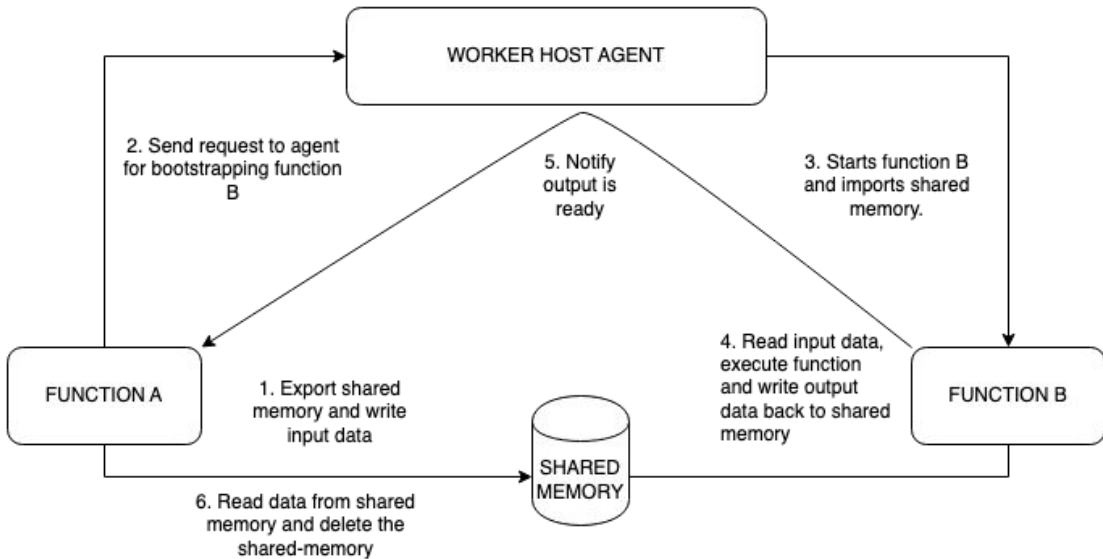 WORKER HOST AGENT
2. Send request to agent
for bootstrapping function
B
5. Notify
output is
ready
3. Starts function B
and imports shared
memory.
FUNCTION A
1. Export shared
memory and write
input data
4. Read input data,
execute function
and write output
data back to shared
memory
FUNCTION B
SHARED
MEMORY
6. Read data from shared
memory and delete the
shared-memory